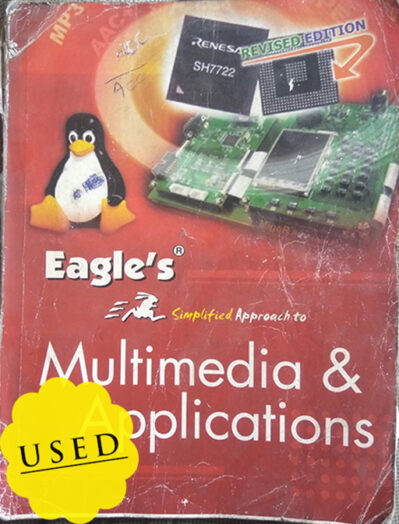 MP3
AAC
RENESAS
SH7722
REVISED EDITION
Eagle's®
Simplified Approach to
Multimedia &
Applications
USED